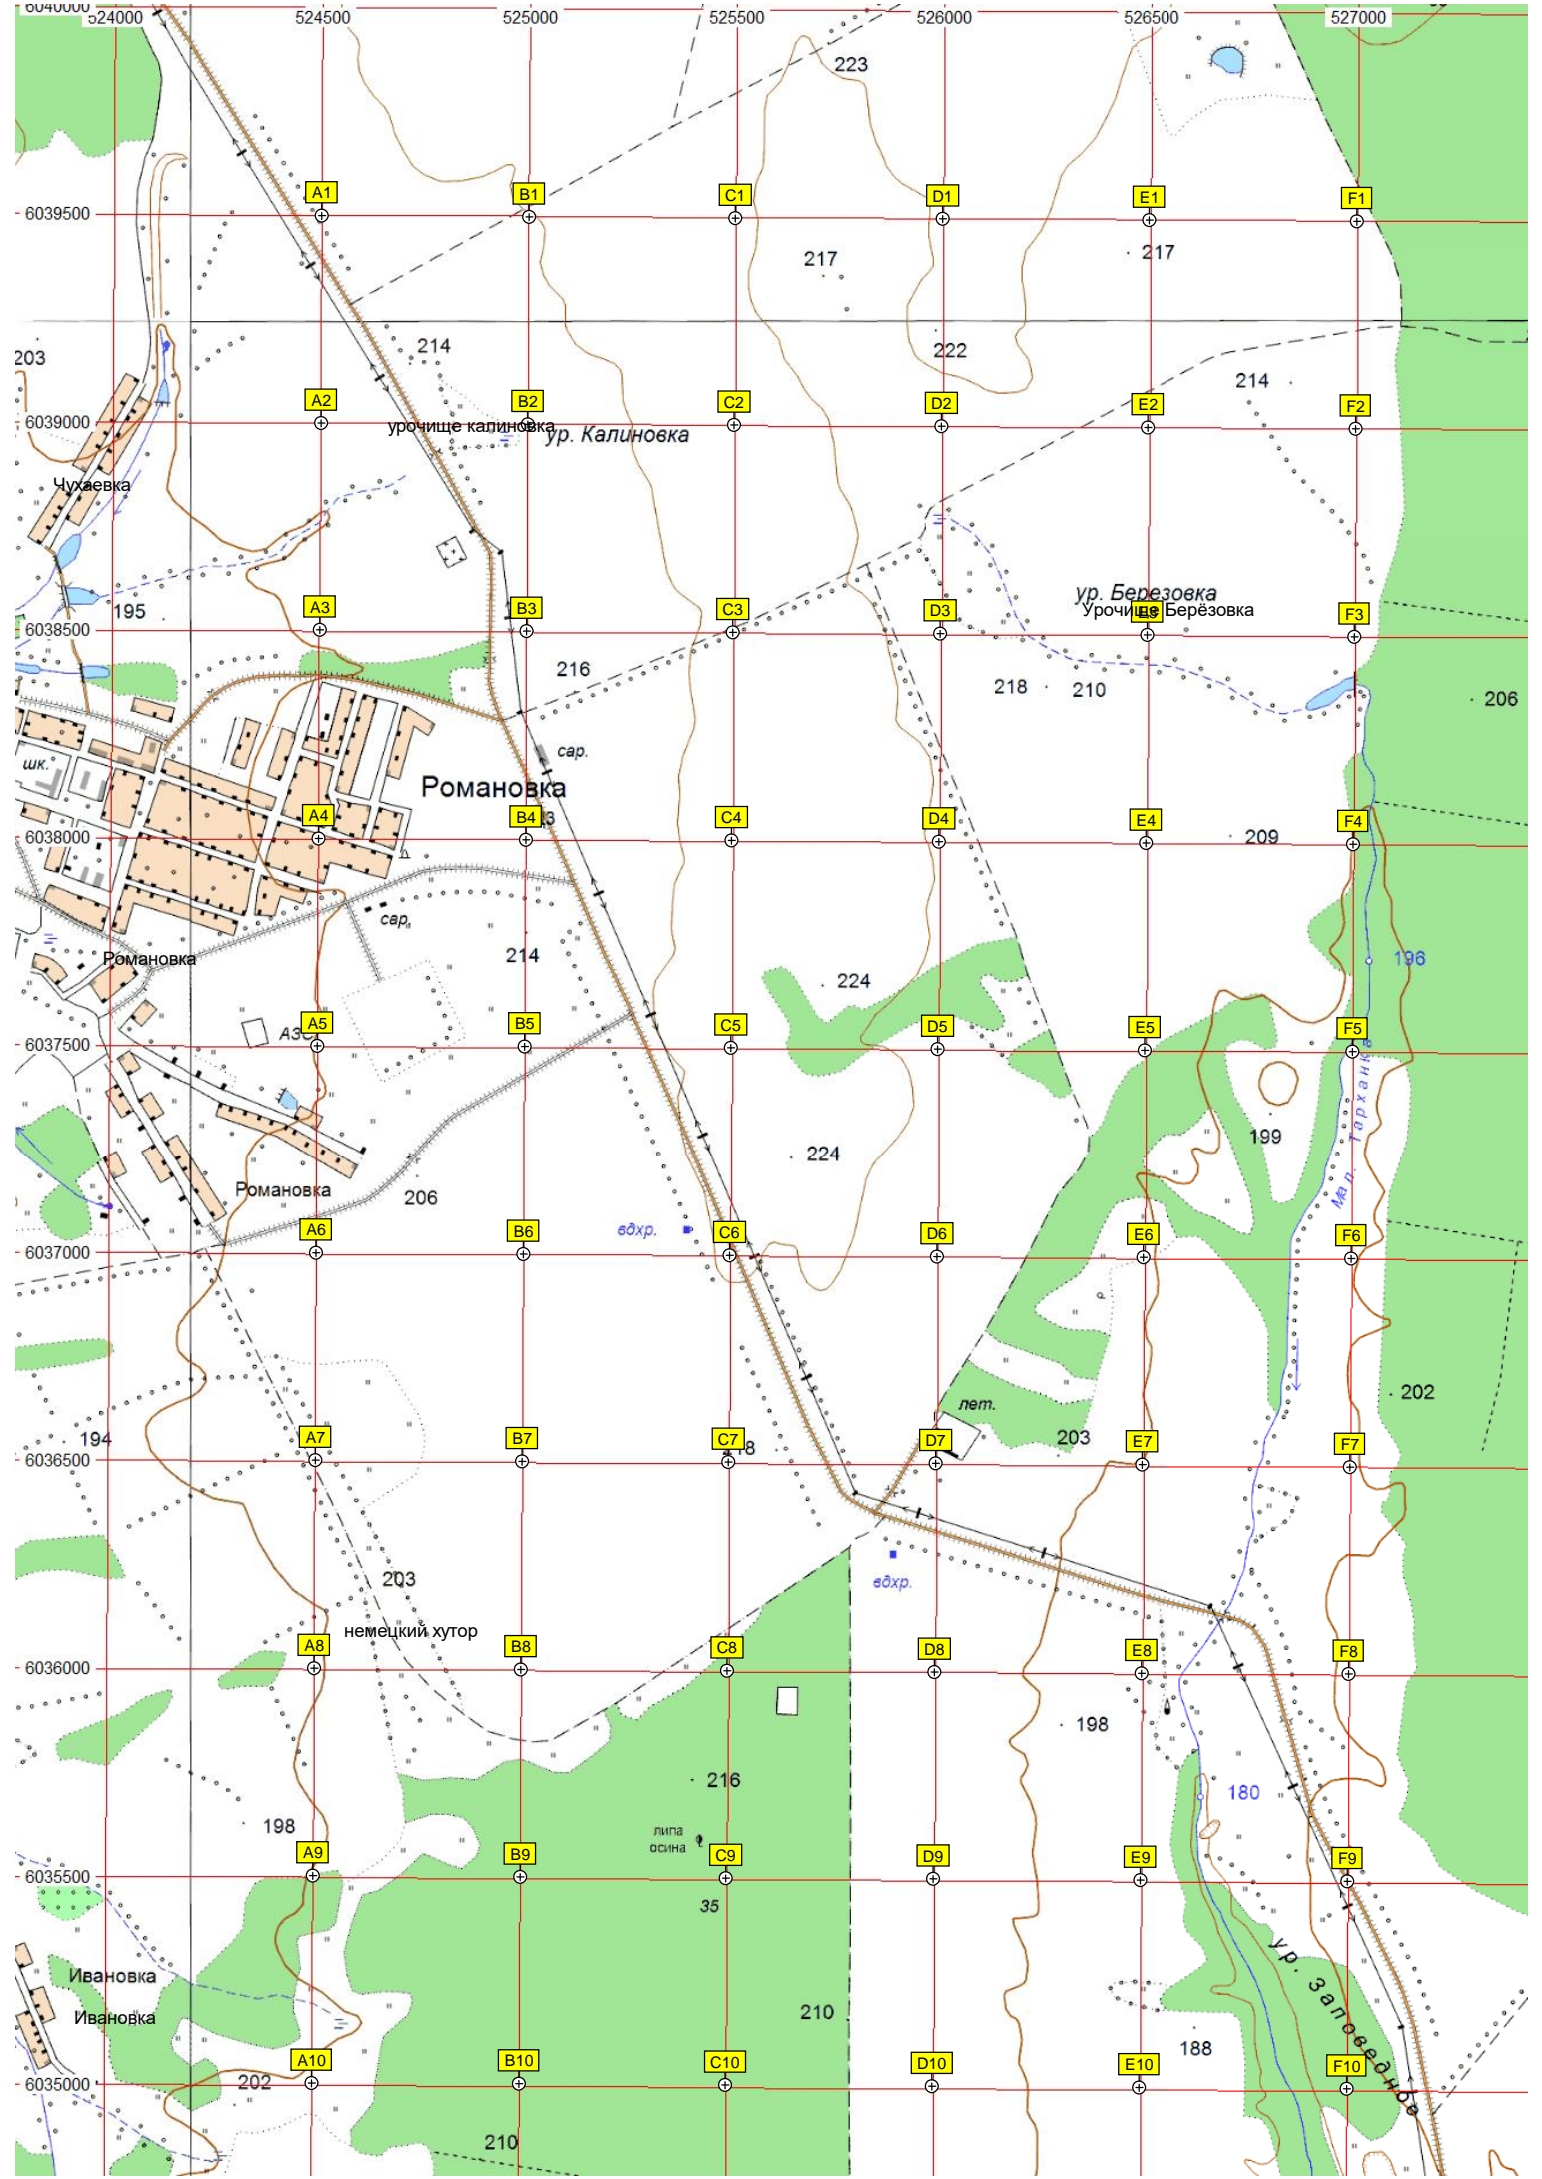 6040000
524000 524500 525000 525500 526000 526500 527000
223
A1 B1 C1 D1 E1 F1
6039500
217 217
203 214 222 214
A2 B2 C2 D2 E2 F2
6039000
урочище калиновка ур. Калиновка
Чухаевка
ур. Березовка
195 A3 B3 C3 D3 E3 Урочище Берёзовка F3
6038500
216 218 210 206
шк. сар.
Романовка
A4 B4 C4 D4 E4 F4
6038000 209
сар.
214
Романовка 196
224
A5 B5 C5 D5 E5 F5
АЗС
6037500
Мал. Тарханка
199
224
Романовка 206
вдхр.
A6 B6 C6 D6 E6 F6
6037000
202
лет.
194 A7 B7 C7 D7 203 E7 F7
6036500
203
вдхр.
немецкий хутор
A8 B8 C8 D8 E8 F8
6036000
198
216 180
198
липа
осина
A9 B9 C9 D9 E9 F9
6035500
35
ур. Заповедное
Ивановка
210
Ивановка
188
A10 B10 C10 D10 E10 F10
6035000 202
210